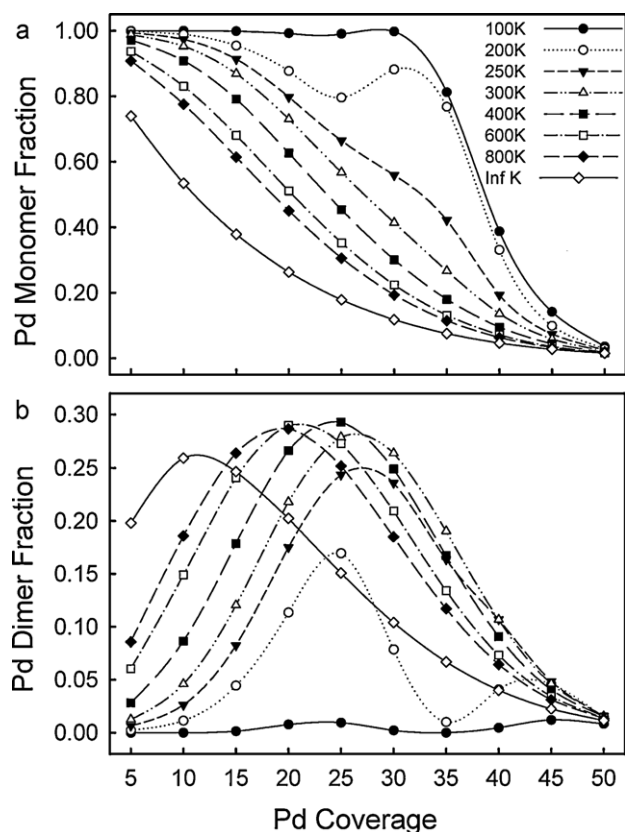 a
Pd Monomer Fraction
1.00
0.80
0.60
0.40
0.20
0.00
100K
200K
250K
300K
400K
600K
800K
Inf K
b
Pd Dimer Fraction
0.30
0.25
0.20
0.15
0.10
0.05
0.00
5 10 15 20 25 30 35 40 45 50
Pd Coverage